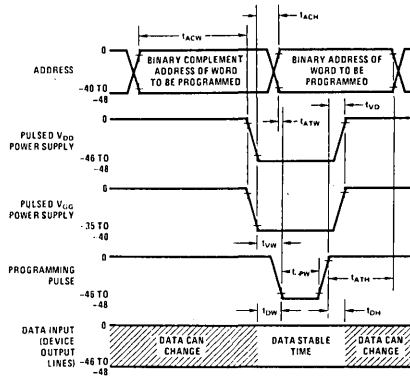 tACW
tACH
ADDRESS
0
-40 TO
-48
BINARY COMPLEMENT
ADDRESS OF WORD
TO BE PROGRAMMED
BINARY ADDRESS OF
WORD TO BE
PROGRAMMED
tATW
tVD
PULSED VDD
POWER SUPPLY
0
-46 TO
-48
PULSED VGG
POWER SUPPLY
0
-35 TO
-40
tVW
tPW
PROGRAMMING
PULSE
0
-46 TO
-48
tATH
tDW
tDH
DATA INPUT
(DEVICE
OUTPUT
LINES)
0
-46 TO
-48
DATA CAN
CHANGE
DATA STABLE
TIME
DATA CAN
CHANGE